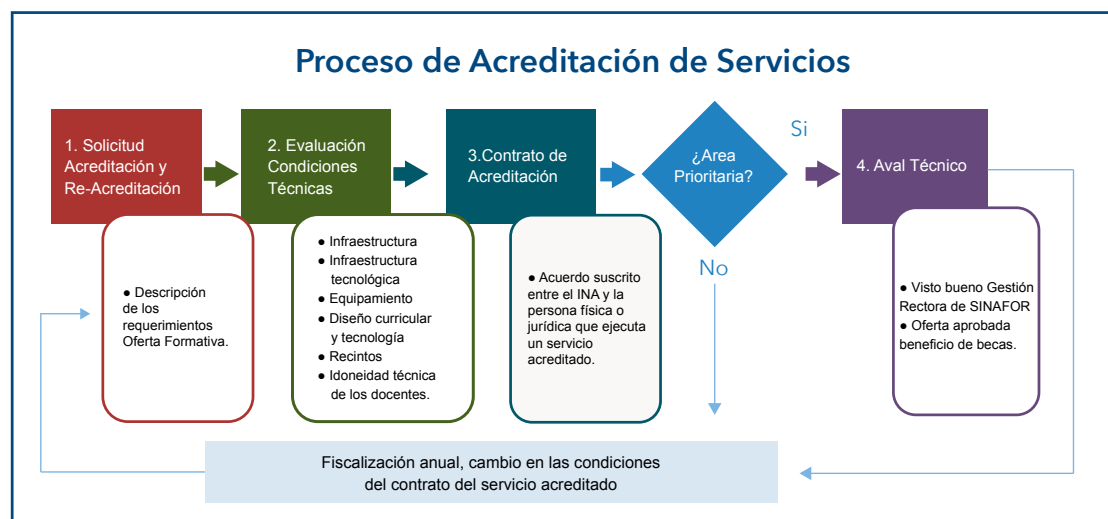 Proceso de Acreditación de Servicios
1. Solicitud
Acreditación y
Re-Acreditación
● Descripción
de los
requerimientos
Oferta Formativa.
2. Evaluación
Condiciones
Técnicas
● Infraestructura
● Infraestructura
tecnológica
● Equipamiento
● Diseño curricular
y tecnología
● Recintos
● Idoneidad técnica
de los docentes.
3.Contrato de
Acreditación
● Acuerdo suscrito
entre el INA y la
persona física o
jurídica que ejecuta
un servicio
acreditado.
¿Area
Prioritaria?
Si
No
4. Aval Técnico
● Visto bueno Gestión
Rectora de SINAFOR
● Oferta aprobada
beneficio de becas.
Fiscalización anual, cambio en las condiciones
del contrato del servicio acreditado